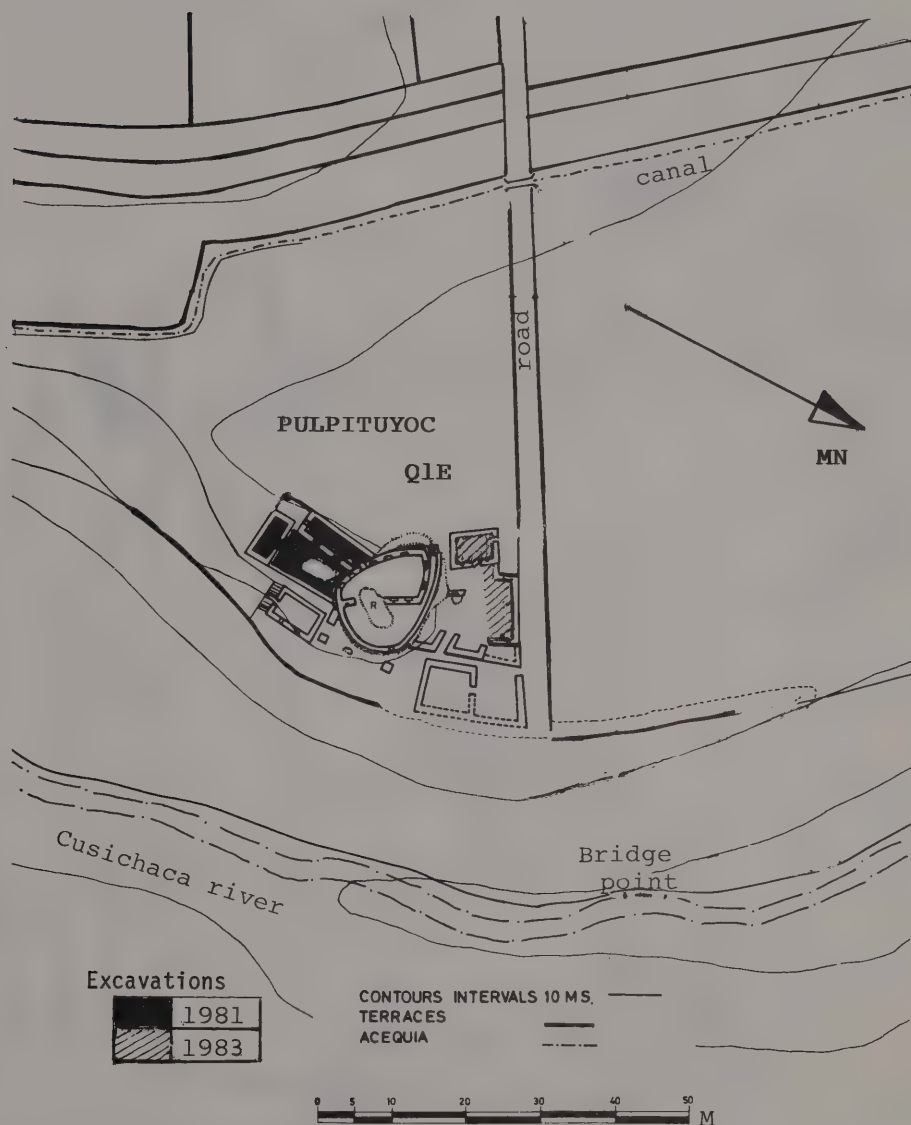 canal
road
PULPITUYOC
Q1E
MN
R
Cusichaca river
Bridge
point
Excavations
1981
1983
CONTOURS INTERVALS 10 MS.
TERRACES
ACEQUIA
0 5 10 20 30 40 50
M